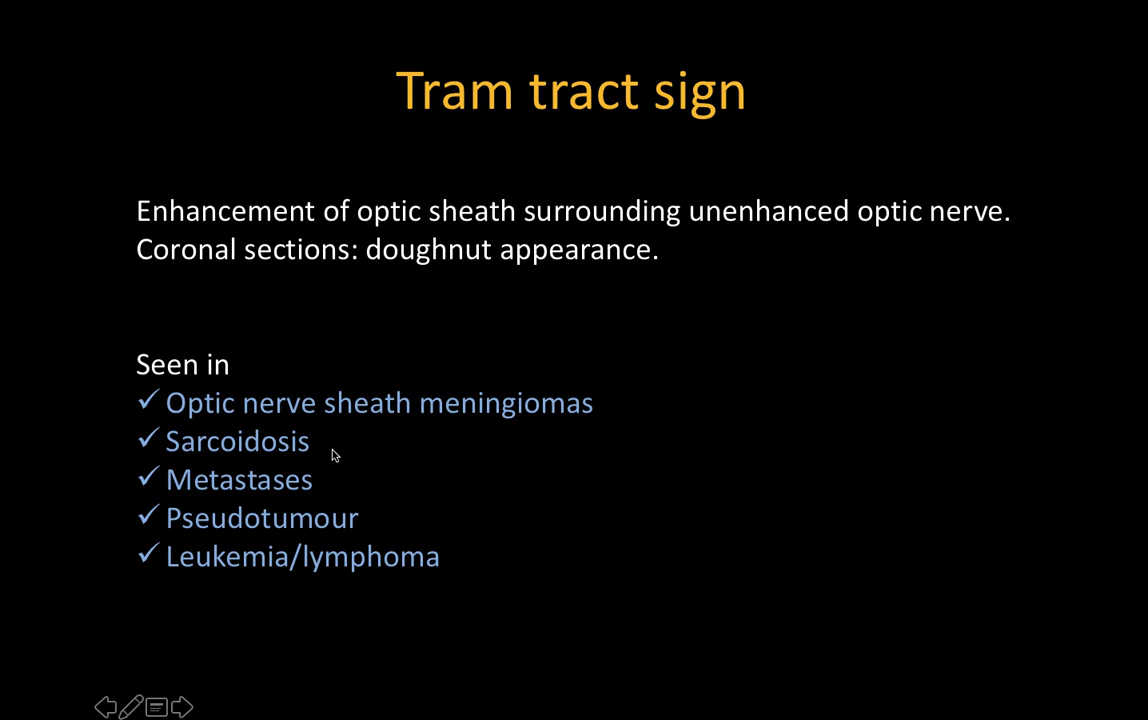 Tram tract sign
Enhancement of optic sheath surrounding unenhanced optic nerve.
Coronal sections: doughnut appearance.
Seen in
✓ Optic nerve sheath meningiomas
✓ Sarcoidosis
✓ Metastases
✓ Pseudotumour
✓ Leukemia/lymphoma